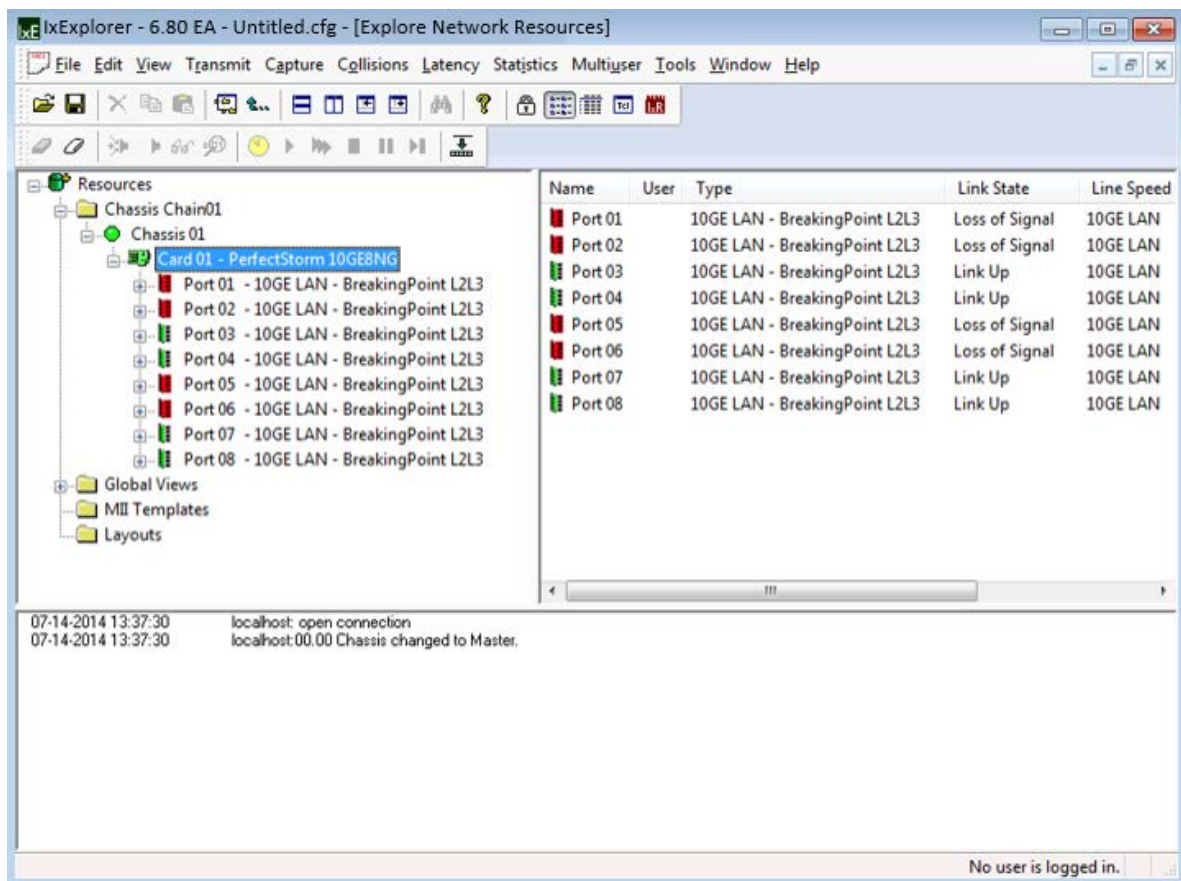 IxExplorer - 6.80 EA - Untitled.cfg - [Explore Network Resources]
File Edit View Transmit Capture Collisions Latency Statistics Multiuser Tools Window Help
Tcl
IxR
Resources
Chassis Chain01
Chassis 01
Card 01 - PerfectStorm 10GE8NG
Port 01 - 10GE LAN - BreakingPoint L2L3
Port 02 - 10GE LAN - BreakingPoint L2L3
Port 03 - 10GE LAN - BreakingPoint L2L3
Port 04 - 10GE LAN - BreakingPoint L2L3
Port 05 - 10GE LAN - BreakingPoint L2L3
Port 06 - 10GE LAN - BreakingPoint L2L3
Port 07 - 10GE LAN - BreakingPoint L2L3
Port 08 - 10GE LAN - BreakingPoint L2L3
Global Views
MII Templates
Layouts
Name User Type Link State Line Speed
Port 01 10GE LAN - BreakingPoint L2L3 Loss of Signal 10GE LAN
Port 02 10GE LAN - BreakingPoint L2L3 Loss of Signal 10GE LAN
Port 03 10GE LAN - BreakingPoint L2L3 Link Up 10GE LAN
Port 04 10GE LAN - BreakingPoint L2L3 Link Up 10GE LAN
Port 05 10GE LAN - BreakingPoint L2L3 Loss of Signal 10GE LAN
Port 06 10GE LAN - BreakingPoint L2L3 Loss of Signal 10GE LAN
Port 07 10GE LAN - BreakingPoint L2L3 Link Up 10GE LAN
Port 08 10GE LAN - BreakingPoint L2L3 Link Up 10GE LAN
07-14-2014 13:37:30 localhost: open connection
07-14-2014 13:37:30 localhost:00.00 Chassis changed to Master.
No user is logged in.